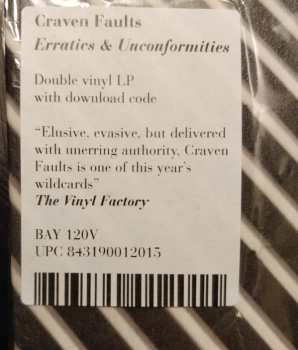 Craven Faults
Erratics & Unconformities
Double vinyl LP
with download code
“Elusive, evasive, but delivered
with unerring authority, Craven
Faults is one of this year’s
wildcards”
The Vinyl Factory
BAY 120V
UPC 843190012015